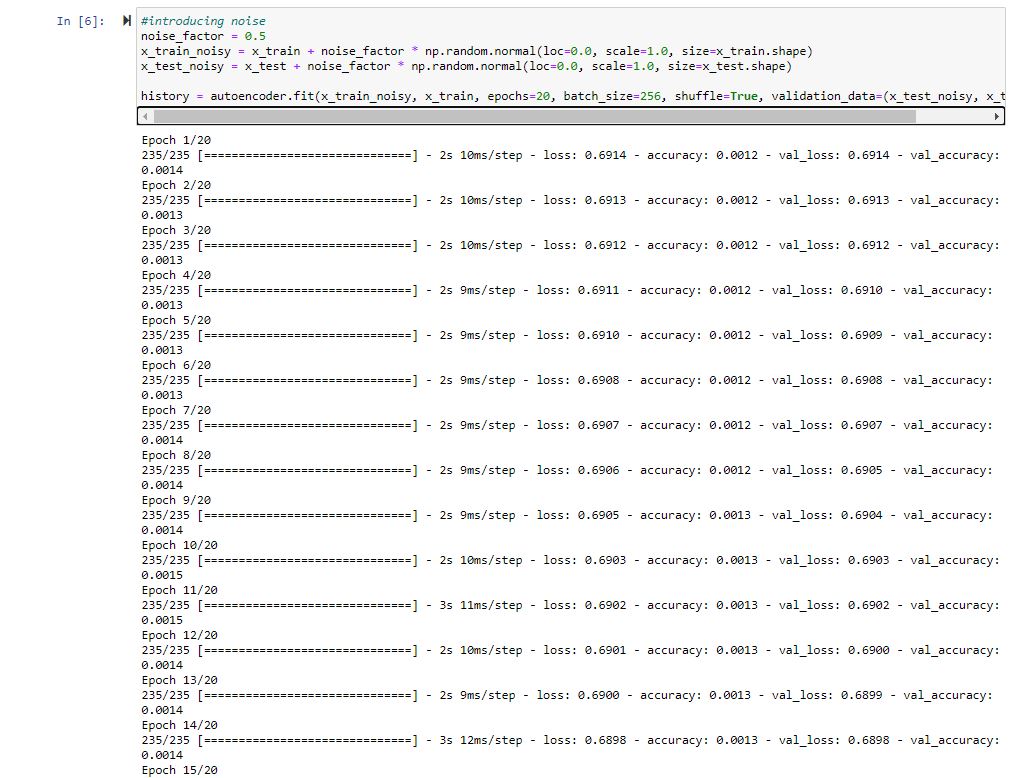 In [6]:
#introducing noise
noise_factor = 0.5
x_train_noisy = x_train + noise_factor * np.random.normal(loc=0.0, scale=1.0, size=x_train.shape)
x_test_noisy = x_test + noise_factor * np.random.normal(loc=0.0, scale=1.0, size=x_test.shape)
history = autoencoder.fit(x_train_noisy, x_train, epochs=20, batch_size=256, shuffle=True, validation_data=(x_test_noisy, x_t
Epoch 1/20
235/235 [==============================] - 2s 10ms/step - loss: 0.6914 - accuracy: 0.0012 - val_loss: 0.6914 - val_accuracy:
0.0014
Epoch 2/20
235/235 [==============================] - 2s 10ms/step - loss: 0.6913 - accuracy: 0.0012 - val_loss: 0.6913 - val_accuracy:
0.0013
Epoch 3/20
235/235 [==============================] - 2s 10ms/step - loss: 0.6912 - accuracy: 0.0012 - val_loss: 0.6912 - val_accuracy:
0.0013
Epoch 4/20
235/235 [==============================] - 2s 9ms/step - loss: 0.6911 - accuracy: 0.0012 - val_loss: 0.6910 - val_accuracy:
0.0013
Epoch 5/20
235/235 [==============================] - 2s 9ms/step - loss: 0.6910 - accuracy: 0.0012 - val_loss: 0.6909 - val_accuracy:
0.0013
Epoch 6/20
235/235 [==============================] - 2s 9ms/step - loss: 0.6908 - accuracy: 0.0012 - val_loss: 0.6908 - val_accuracy:
0.0013
Epoch 7/20
235/235 [==============================] - 2s 9ms/step - loss: 0.6907 - accuracy: 0.0012 - val_loss: 0.6907 - val_accuracy:
0.0014
Epoch 8/20
235/235 [==============================] - 2s 9ms/step - loss: 0.6906 - accuracy: 0.0012 - val_loss: 0.6905 - val_accuracy:
0.0014
Epoch 9/20
235/235 [==============================] - 2s 9ms/step - loss: 0.6905 - accuracy: 0.0013 - val_loss: 0.6904 - val_accuracy:
0.0014
Epoch 10/20
235/235 [==============================] - 2s 10ms/step - loss: 0.6903 - accuracy: 0.0013 - val_loss: 0.6903 - val_accuracy:
0.0015
Epoch 11/20
235/235 [==============================] - 3s 11ms/step - loss: 0.6902 - accuracy: 0.0013 - val_loss: 0.6902 - val_accuracy:
0.0015
Epoch 12/20
235/235 [==============================] - 2s 10ms/step - loss: 0.6901 - accuracy: 0.0013 - val_loss: 0.6900 - val_accuracy:
0.0014
Epoch 13/20
235/235 [==============================] - 2s 9ms/step - loss: 0.6900 - accuracy: 0.0013 - val_loss: 0.6899 - val_accuracy:
0.0014
Epoch 14/20
235/235 [==============================] - 3s 12ms/step - loss: 0.6898 - accuracy: 0.0013 - val_loss: 0.6898 - val_accuracy:
0.0014
Epoch 15/20